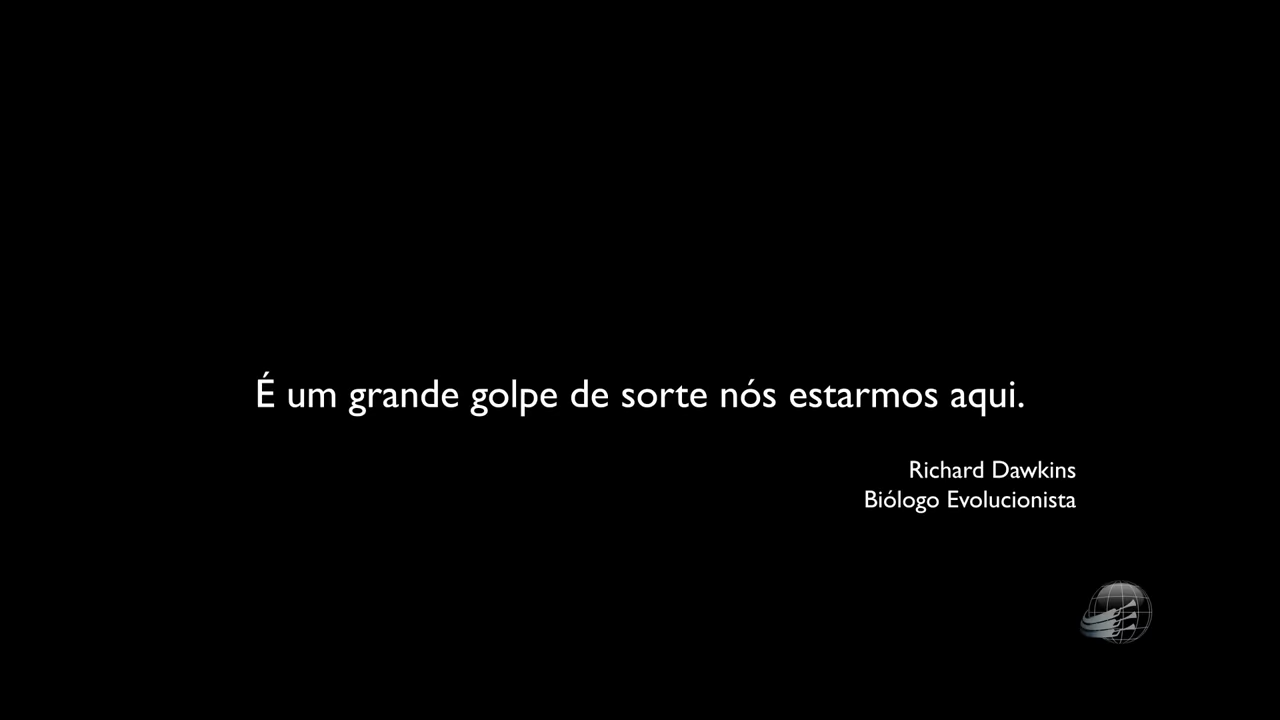 É um grande golpe de sorte nós estarmos aqui.
Richard Dawkins
Biólogo Evolucionista